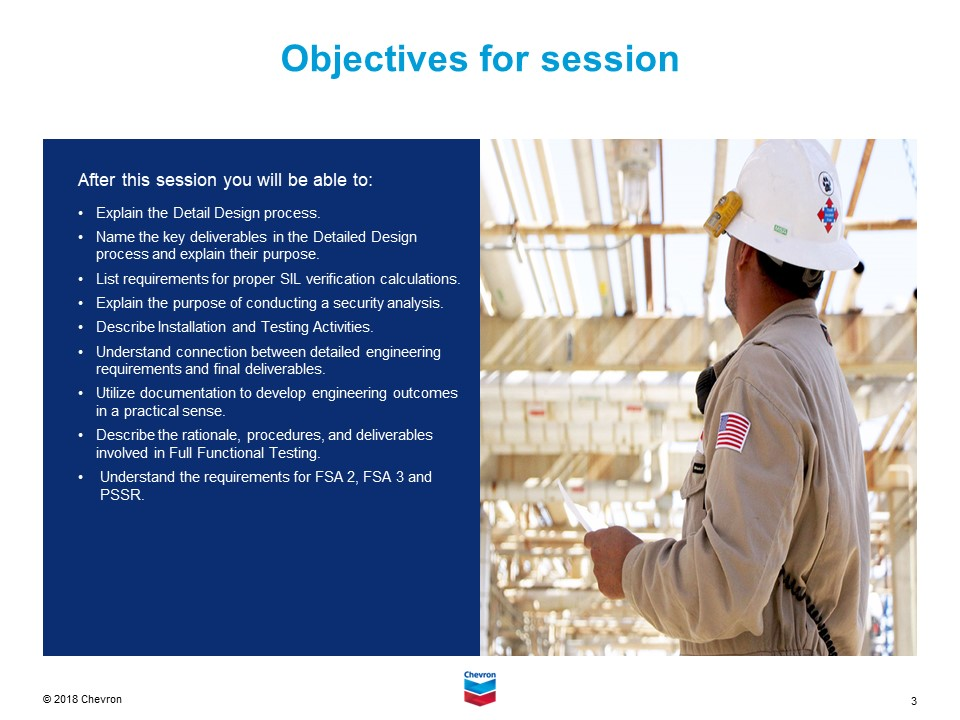 Objectives for session
After this session you will be able to:
• Explain the Detail Design process.
• Name the key deliverables in the Detailed Design
process and explain their purpose.
• List requirements for proper SIL verification calculations.
• Explain the purpose of conducting a security analysis.
• Describe Installation and Testing Activities.
• Understand connection between detailed engineering
requirements and final deliverables.
• Utilize documentation to develop engineering outcomes
in a practical sense.
• Describe the rationale, procedures, and deliverables
involved in Full Functional Testing.
• Understand the requirements for FSA 2, FSA 3 and
PSSR.
© 2018 Chevron
Chevron
3